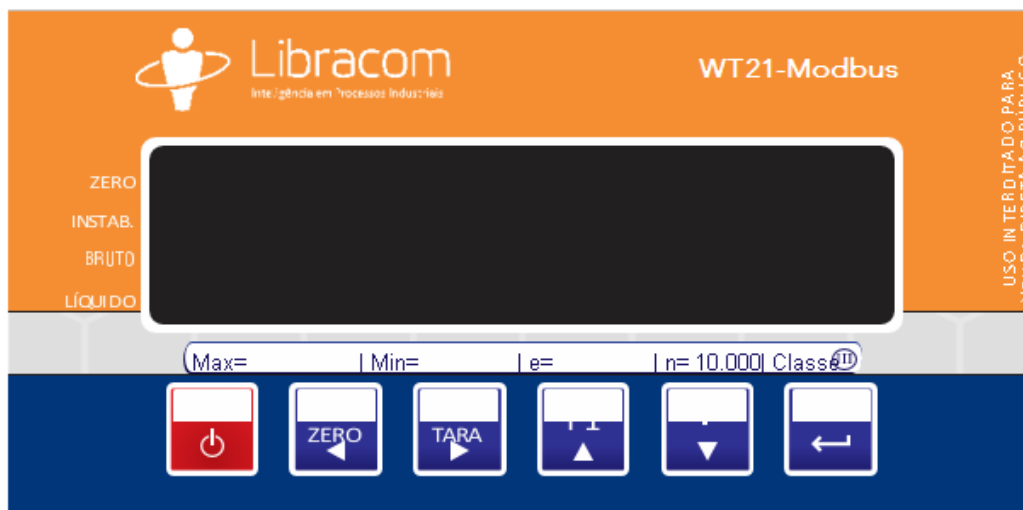 Libracom
Inteligência em Processos Industriais
WT21-Modbus
ZERO
INSTAB.
BRUTO
LÍQUIDO
USO INTERDITADO PARA
Max= | Min= | e= | n= 10.000| Classe III
ZERO
TARA